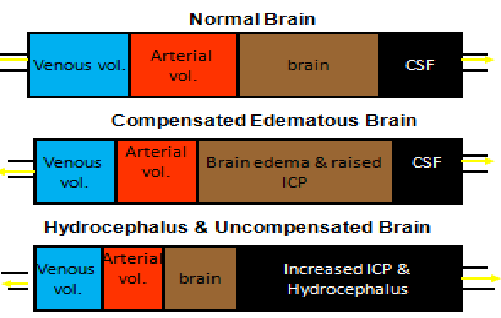 Normal Brain
Venous vol. Arterial vol. brain CSF
Compensated Edematous Brain
Venous vol. Arterial vol. Brain edema & raised ICP CSF
Hydrocephalus & Uncompensated Brain
Venous vol. Arterial vol. brain Increased ICP & Hydrocephalus